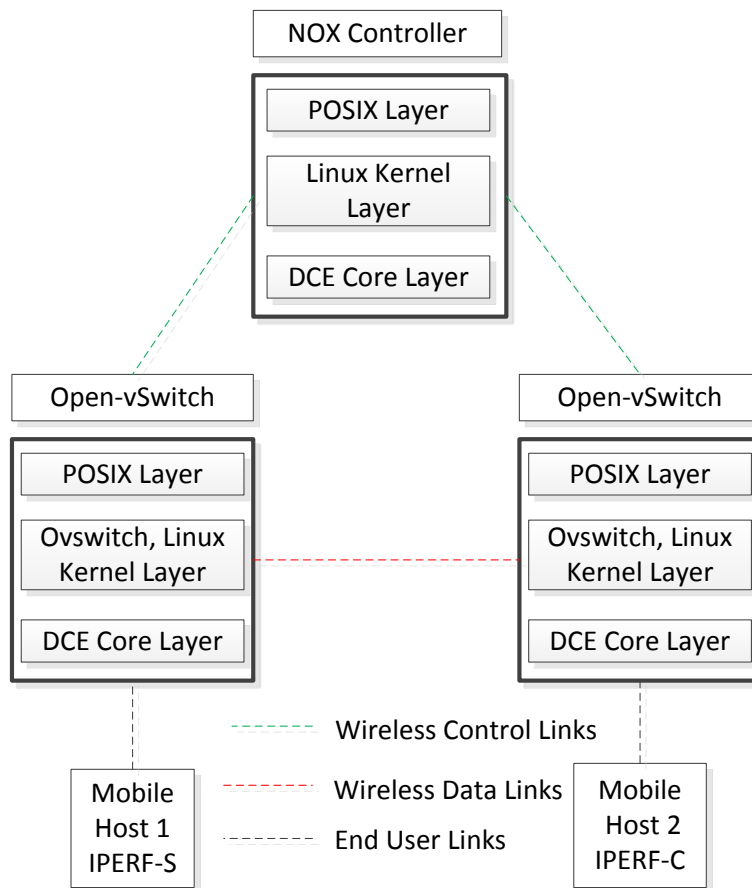 NOX Controller
POSIX Layer
Linux Kernel
Layer
DCE Core Layer
Open-vSwitch
POSIX Layer
Ovswitch, Linux
Kernel Layer
DCE Core Layer
Open-vSwitch
POSIX Layer
Ovswitch, Linux
Kernel Layer
DCE Core Layer
Mobile
Host 1
IPERF-S
Wireless Control Links
Wireless Data Links
End User Links
Mobile
Host 2
IPERF-C